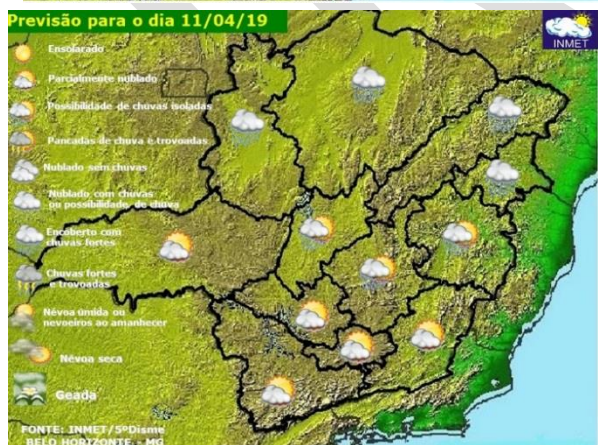 Previsão para o dia 11/04/19
INMET
Ensolarado
Parcialmente nublado
Possibilidade de chuvas isoladas
Pancadas de chuva e trovoadas
Nublado sem chuvas
Nublado com chuvas
ou possibilidade de chuva
Encoberto com
chuvas fortes
Chuvas fortes
e trovoadas
Névoa úmida ou
nevoeiros ao amanhecer
Névoa seca
Geada
FONTE: INMET/5ºDisme
BELO HORIZONTE - MG